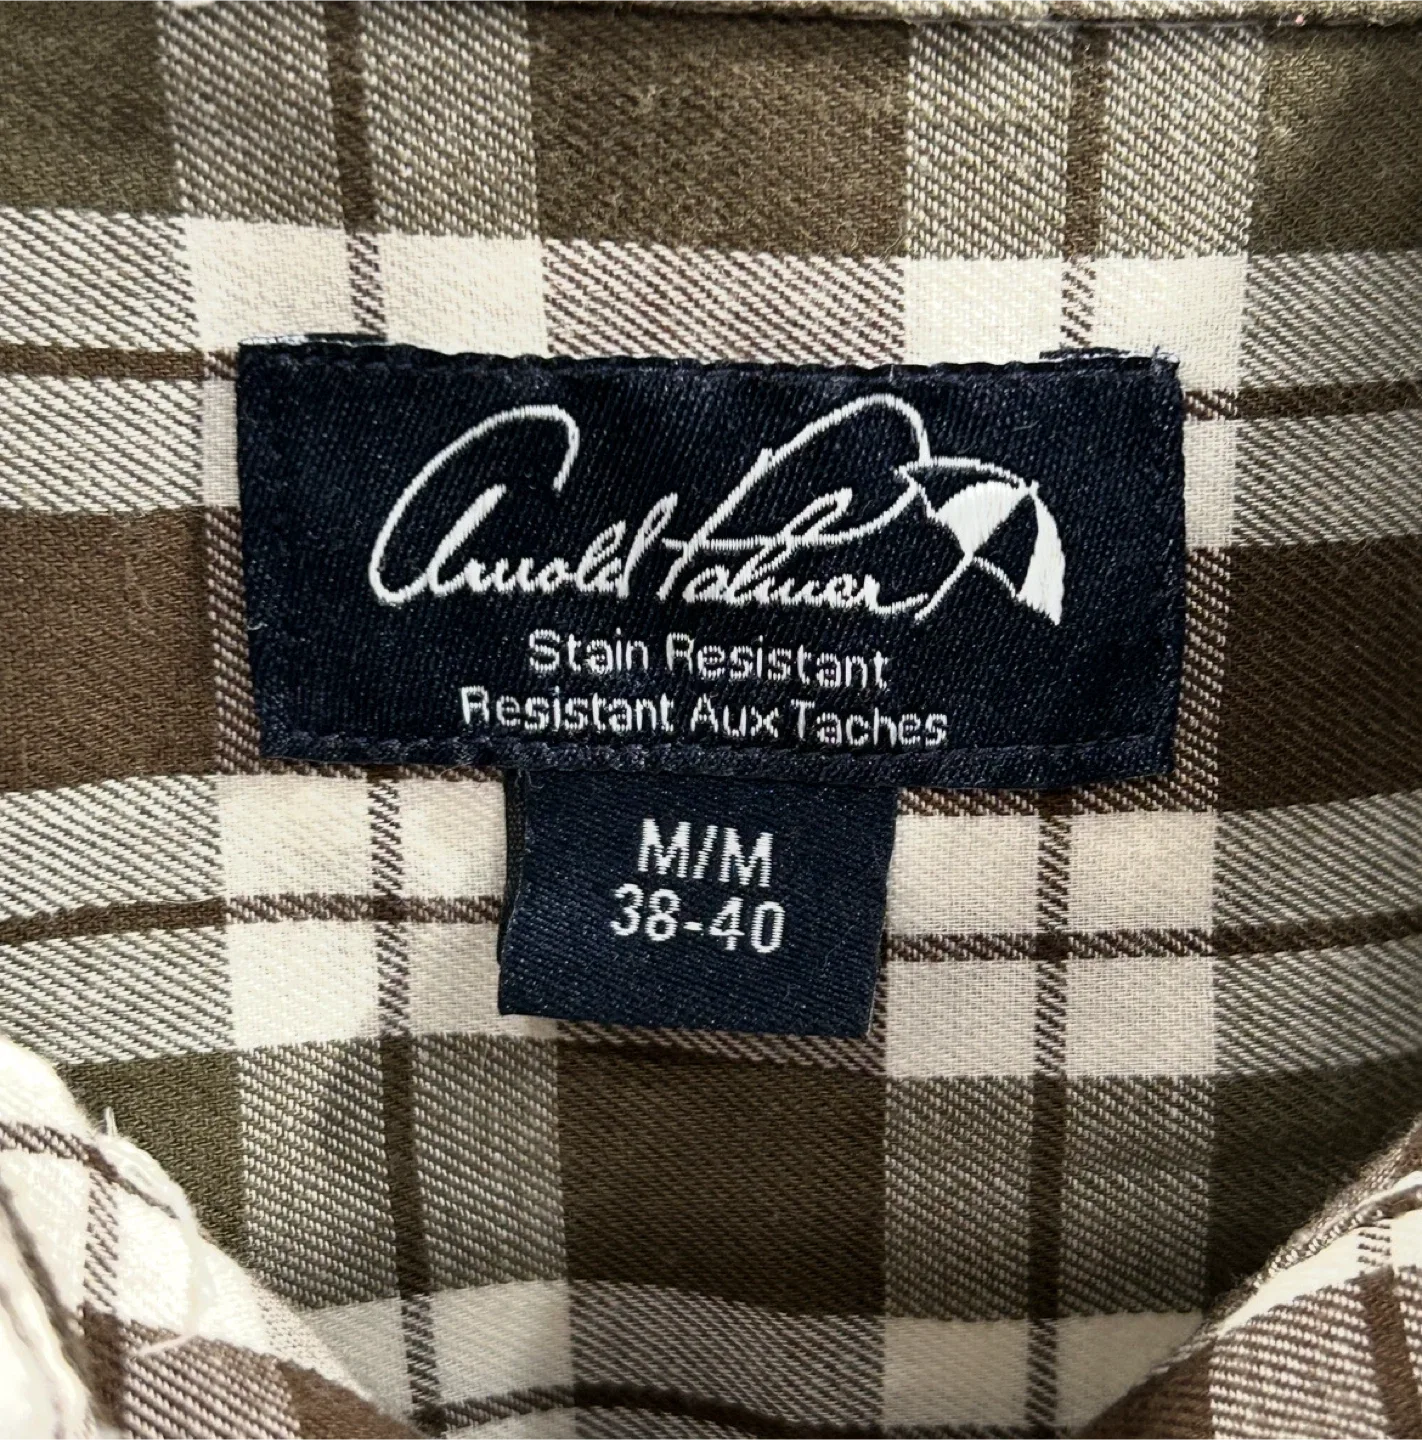 Arnold Palmer
Stain Resistant
Resistant Aux Taches
M/M
38-40